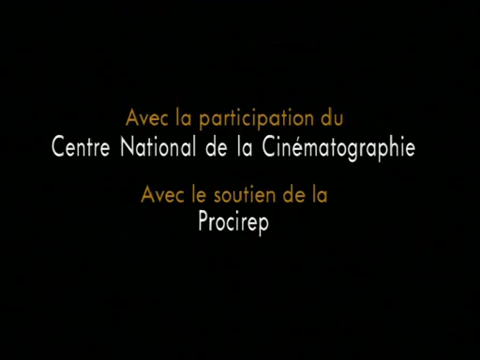 Avec la participation du
Centre National de la Cinématographie
Avec le soutien de la
Procirep